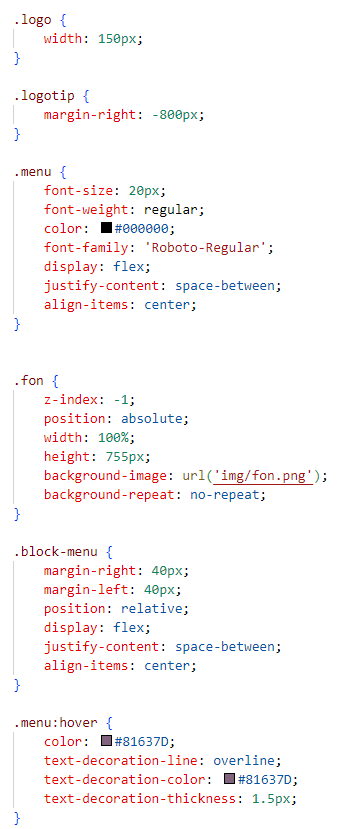 .logo {
    width: 150px;
}

.logotip {
    margin-right: -800px;
}

.menu {
    font-size: 20px;
    font-weight: regular;
    color: #000000;
    font-family: 'Roboto-Regular';
    display: flex;
    justify-content: space-between;
    align-items: center;
}


.fon {
    z-index: -1;
    position: absolute;
    width: 100%;
    height: 755px;
    background-image: url('img/fon.png');
    background-repeat: no-repeat;
}

.block-menu {
    margin-right: 40px;
    margin-left: 40px;
    position: relative;
    display: flex;
    justify-content: space-between;
    align-items: center;
}

.menu:hover {
    color: #81637D;
    text-decoration-line: overline;
    text-decoration-color: #81637D;
    text-decoration-thickness: 1.5px;
}